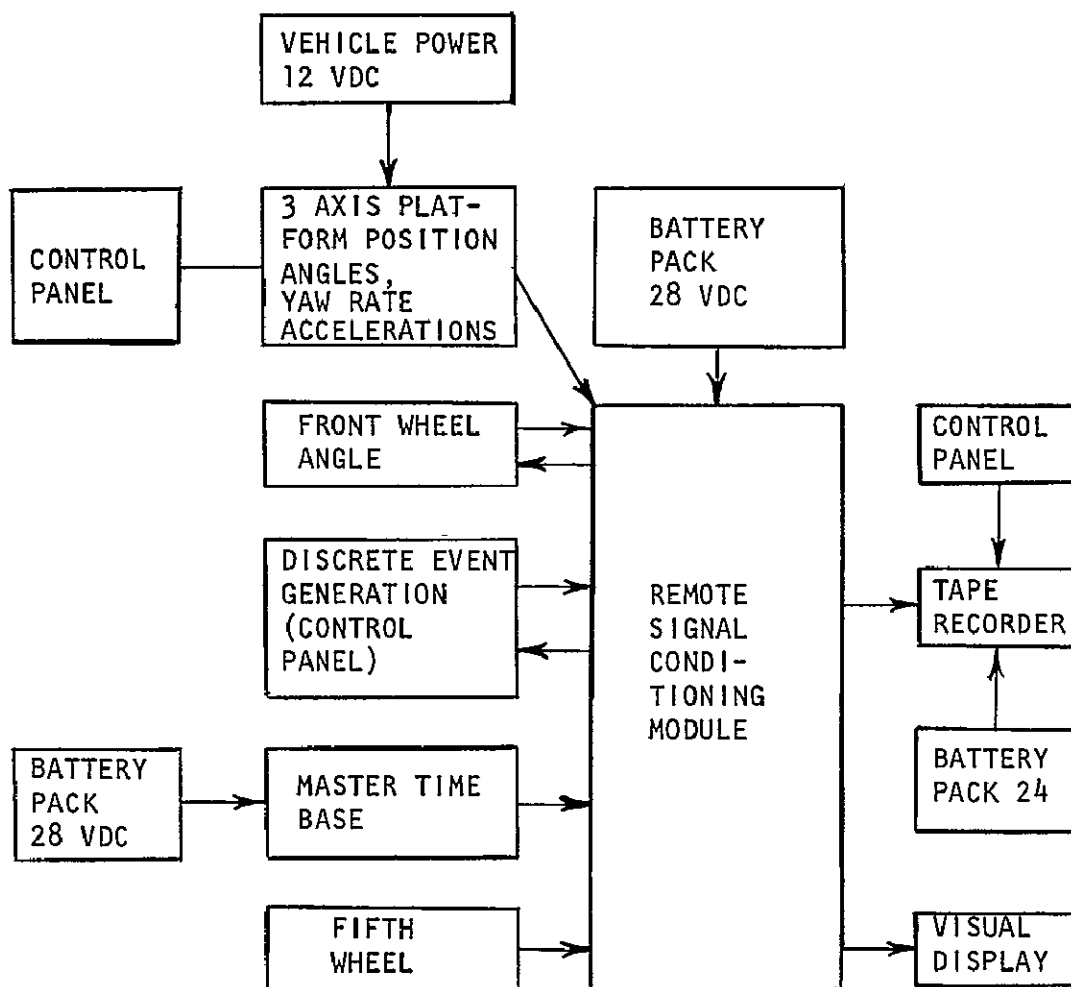 VEHICLE POWER
12 VDC
CONTROL
PANEL
3 AXIS PLAT-
FORM POSITION
ANGLES,
YAW RATE
ACCELERATIONS
BATTERY
PACK
28 VDC
FRONT WHEEL
ANGLE
CONTROL
PANEL
DISCRETE EVENT
GENERATION
(CONTROL
PANEL)
REMOTE
SIGNAL
CONDI-
TIONING
MODULE
TAPE
RECORDER
BATTERY
PACK
28 VDC
MASTER TIME
BASE
BATTERY
PACK 24
FIFTH
WHEEL
VISUAL
DISPLAY